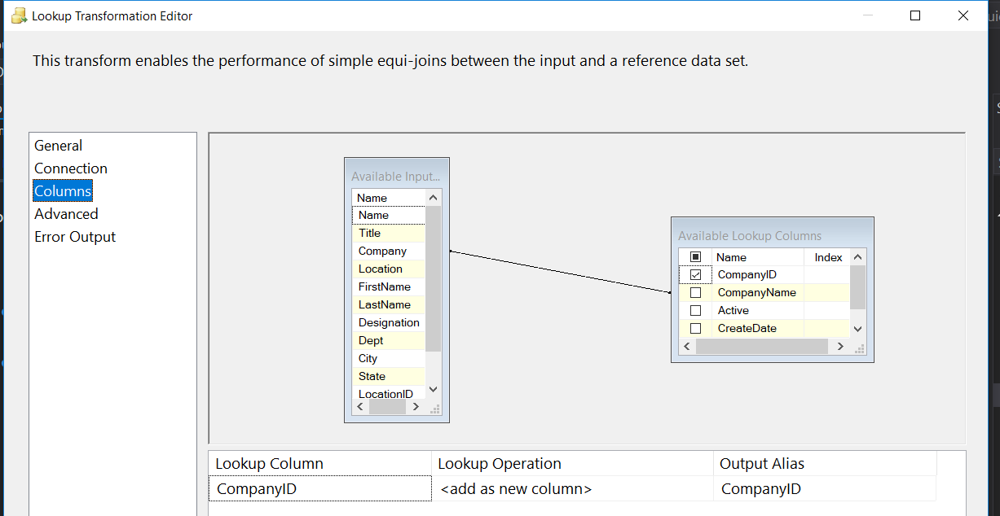 Lookup Transformation Editor
This transform enables the performance of simple equi-joins between the input and a reference data set.
General
Connection
Columns
Advanced
Error Output
Available Input...
Name
Name
Title
Company
Location
FirstName
LastName
Designation
Dept
City
State
LocationID
Available Lookup Columns
Name Index
CompanyID
CompanyName
Active
CreateDate
Lookup Column Lookup Operation Output Alias
CompanyID <add as new column> CompanyID